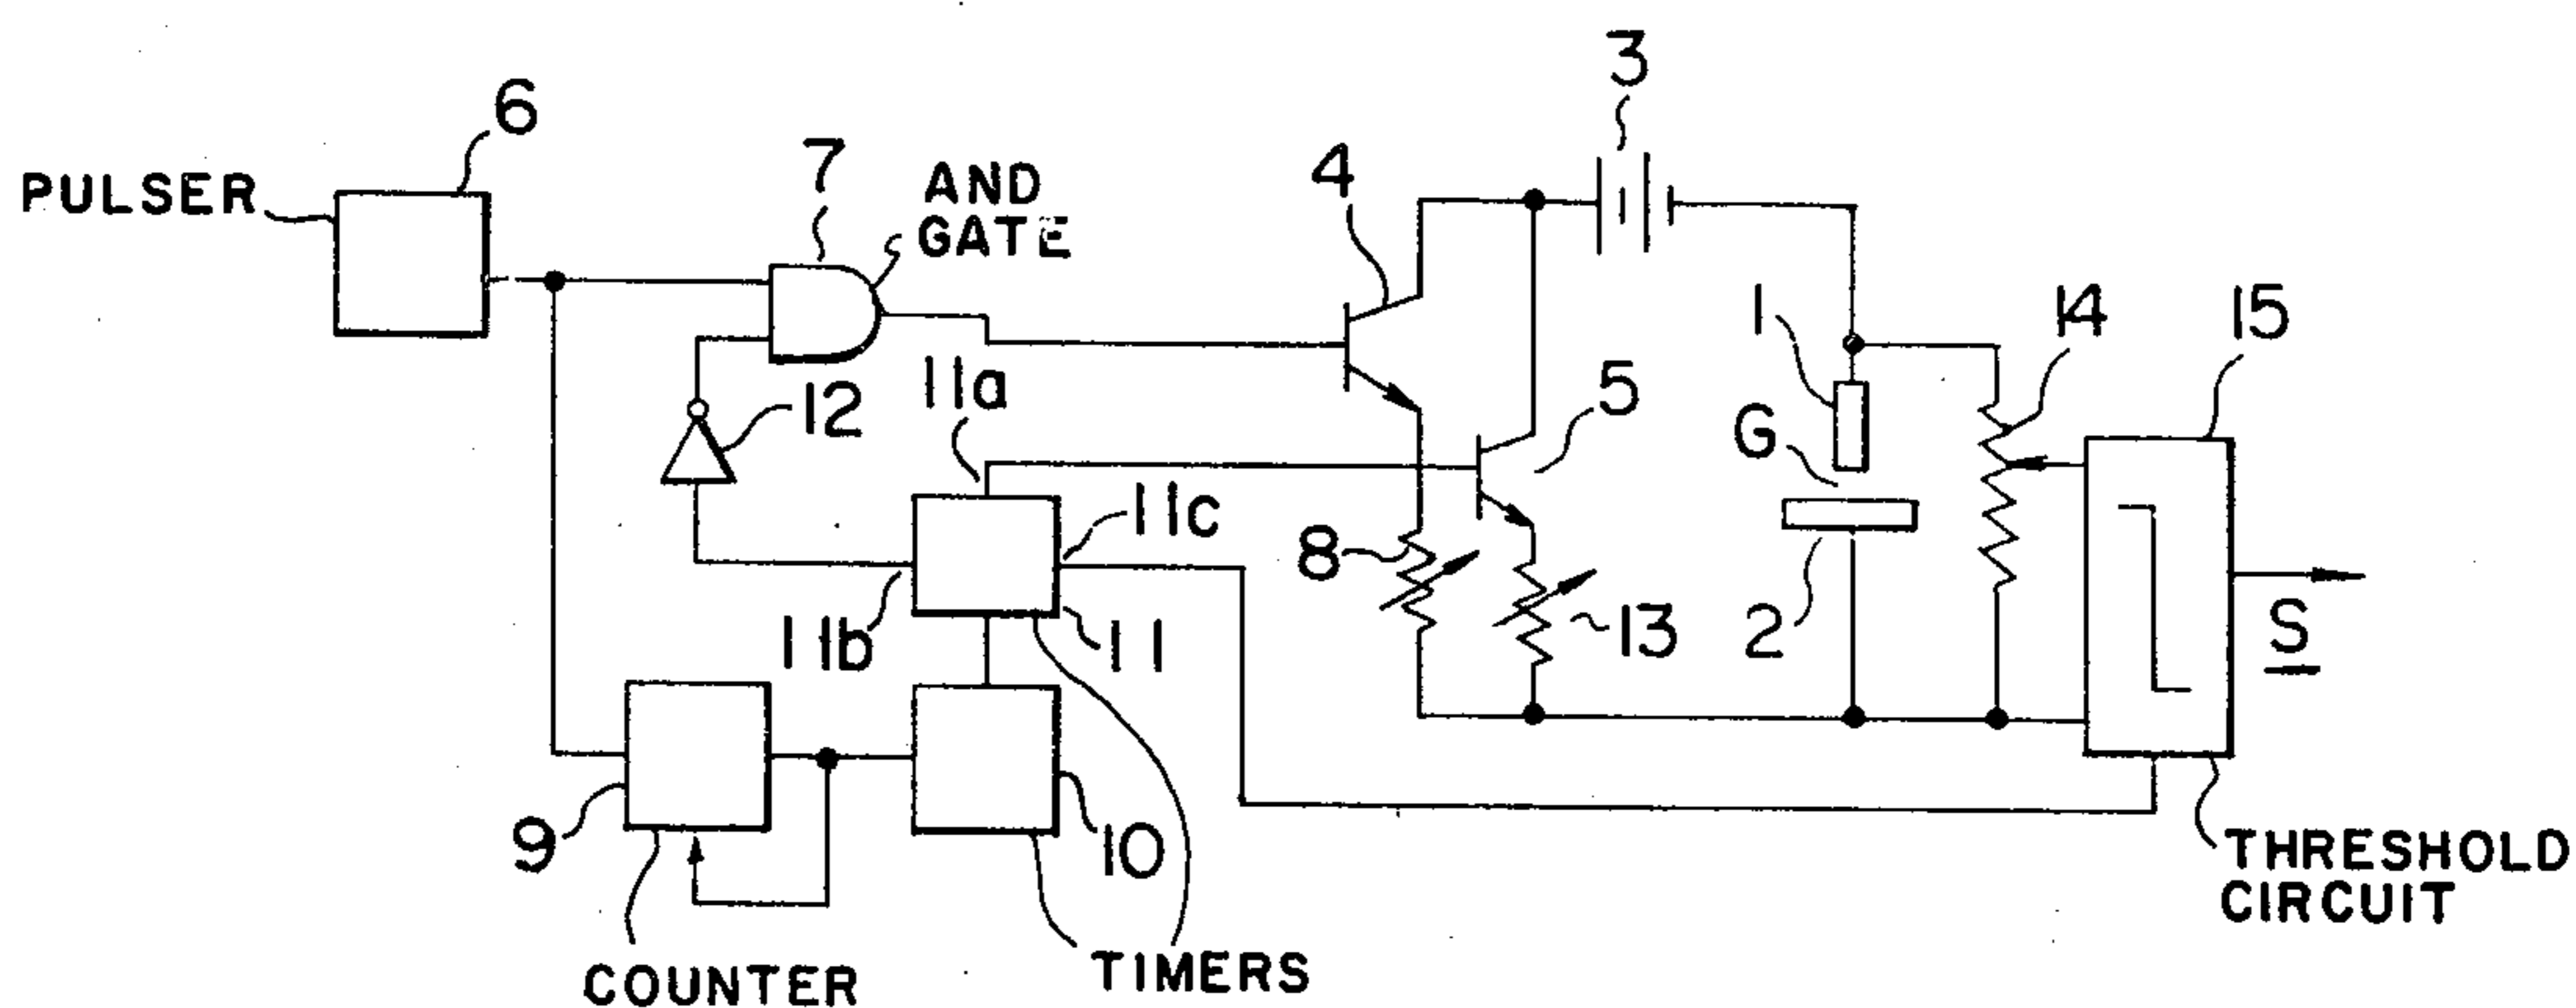 3
6
PULSER
7
AND
GATE
4
1
14
15
11a
5
12
G
11c
8
13
2
11b
11
S
9
10
THRESHOLD
CIRCUIT
COUNTER
TIMERS